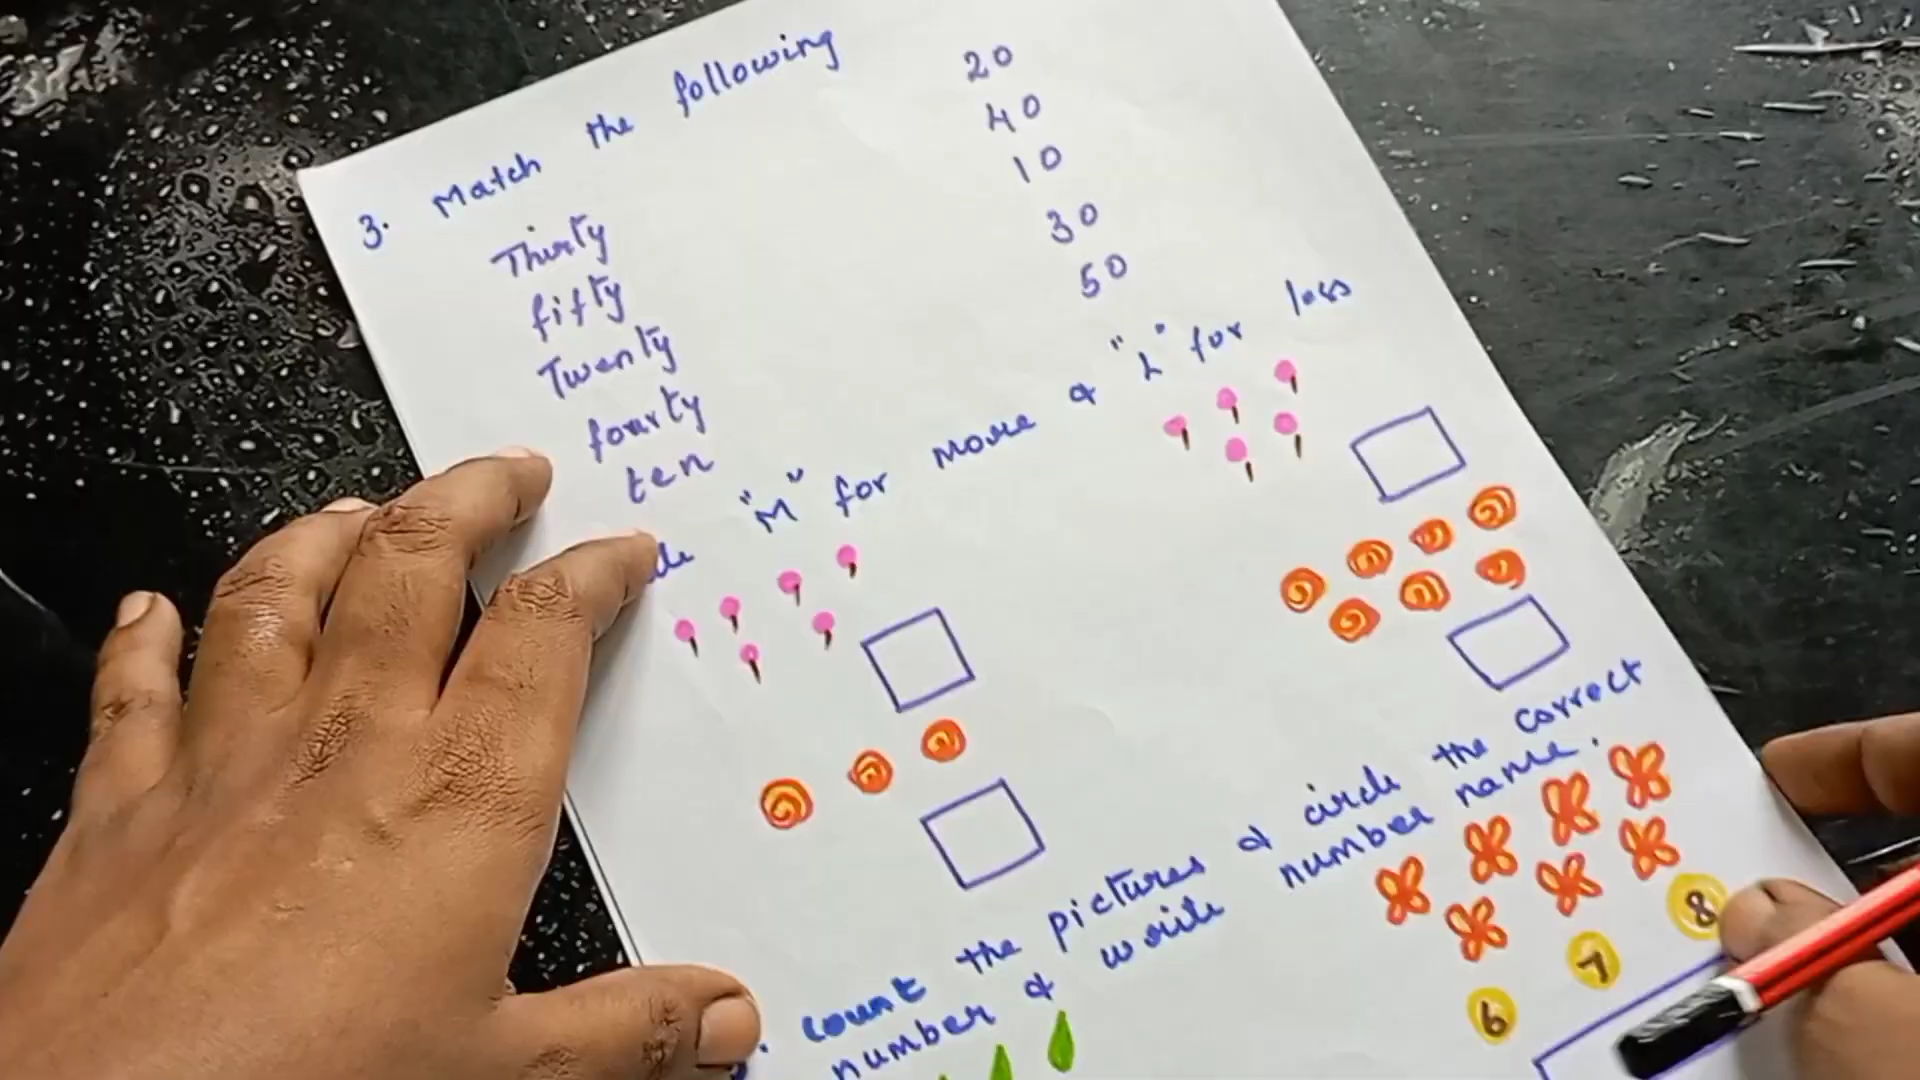 3. Match the following
Thirty 20
fifty 40
Twenty 10
fourty 30
ten 50
"M" for more & "L" for less
count the pictures & circle the correct
number & write number name.
6 7 8